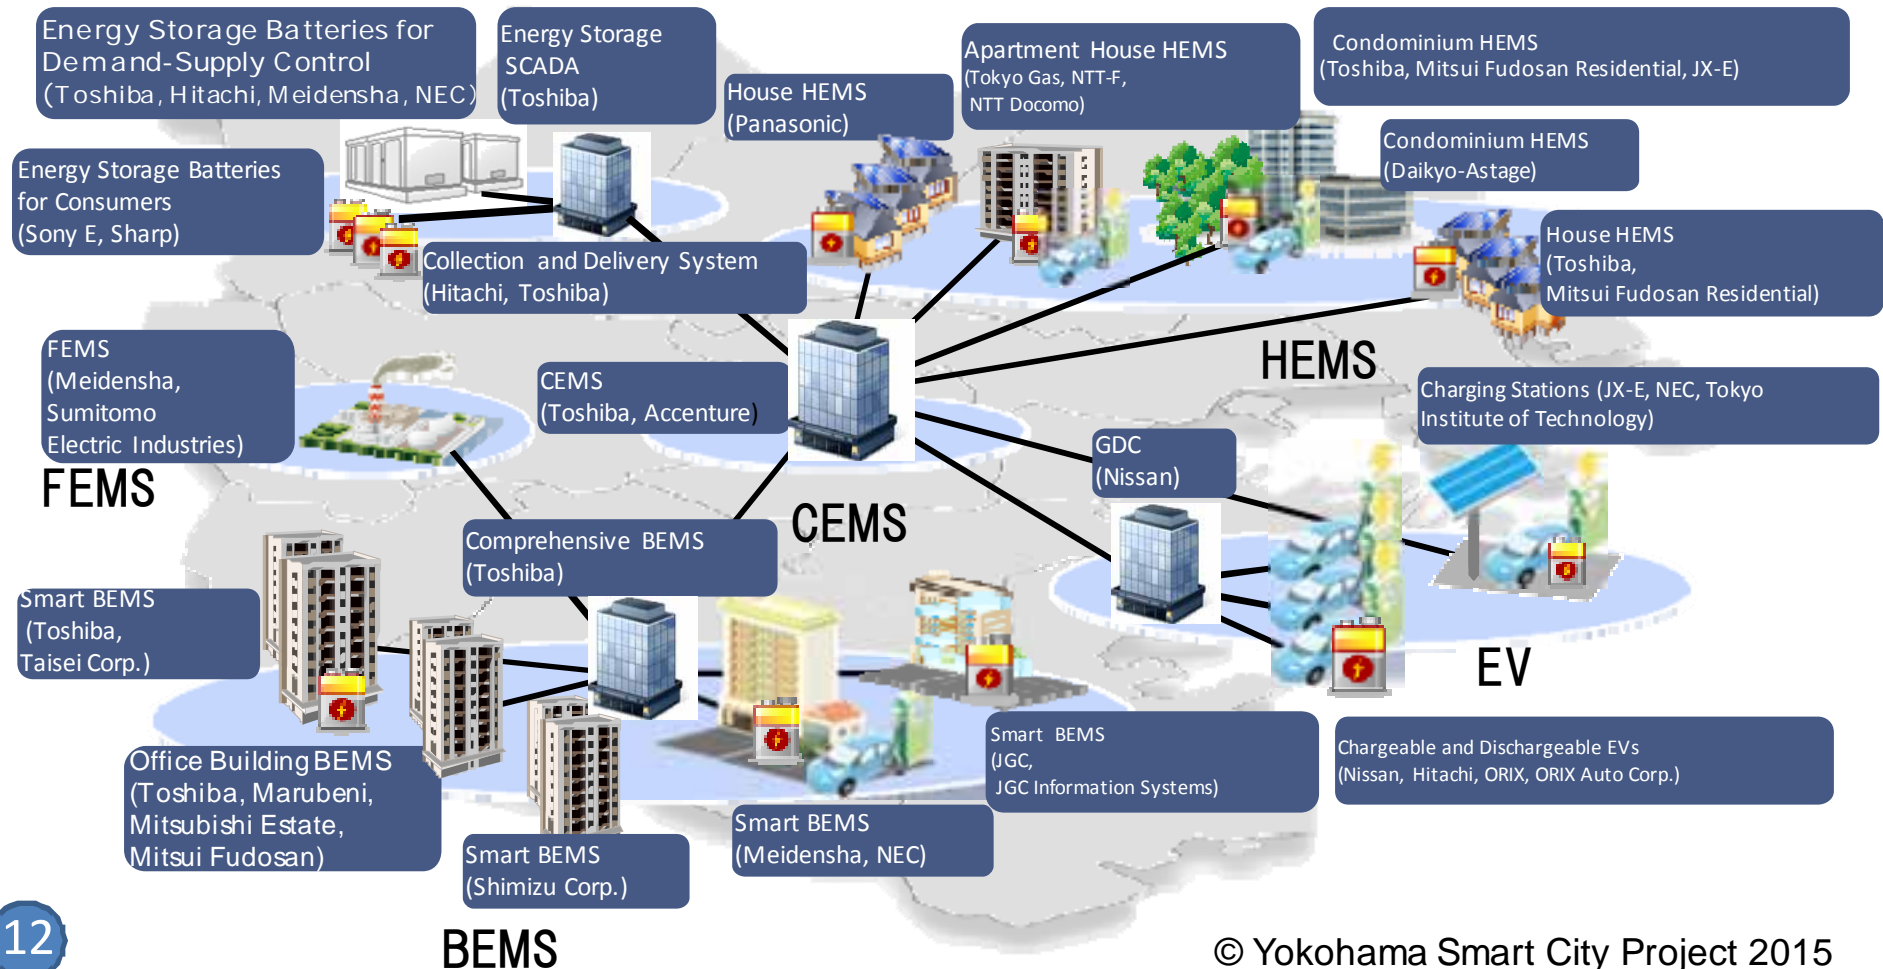 Energy Storage Batteries for
Demand-Supply Control
(Toshiba, Hitachi, Meidensha, NEC)
Energy Storage
SCADA
(Toshiba)
House HEMS
(Panasonic)
Apartment House HEMS
(Tokyo Gas, NTT-F,
NTT Docomo)
Condominium HEMS
(Toshiba, Mitsui Fudosan Residential, JX-E)
Condominium HEMS
(Daikyo-Astage)
Energy Storage Batteries
for Consumers
(Sony E, Sharp)
Collection and Delivery System
(Hitachi, Toshiba)
House HEMS
(Toshiba,
Mitsui Fudosan Residential)
HEMS
FEMS
(Meidensha,
Sumitomo
Electric Industries)
FEMS
CEMS
(Toshiba, Accenture)
CEMS
Charging Stations (JX-E, NEC, Tokyo
Institute of Technology)
GDC
(Nissan)
Comprehensive BEMS
(Toshiba)
Smart BEMS
(Toshiba,
Taisei Corp.)
EV
Office Building BEMS
(Toshiba, Marubeni,
Mitsubishi Estate,
Mitsui Fudosan)
Smart BEMS
(Shimizu Corp.)
Smart BEMS
(Meidensha, NEC)
Smart BEMS
(JGC,
JGC Information Systems)
Chargeable and Dischargeable EVs
(Nissan, Hitachi, ORIX, ORIX Auto Corp.)
BEMS
12
© Yokohama Smart City Project 2015